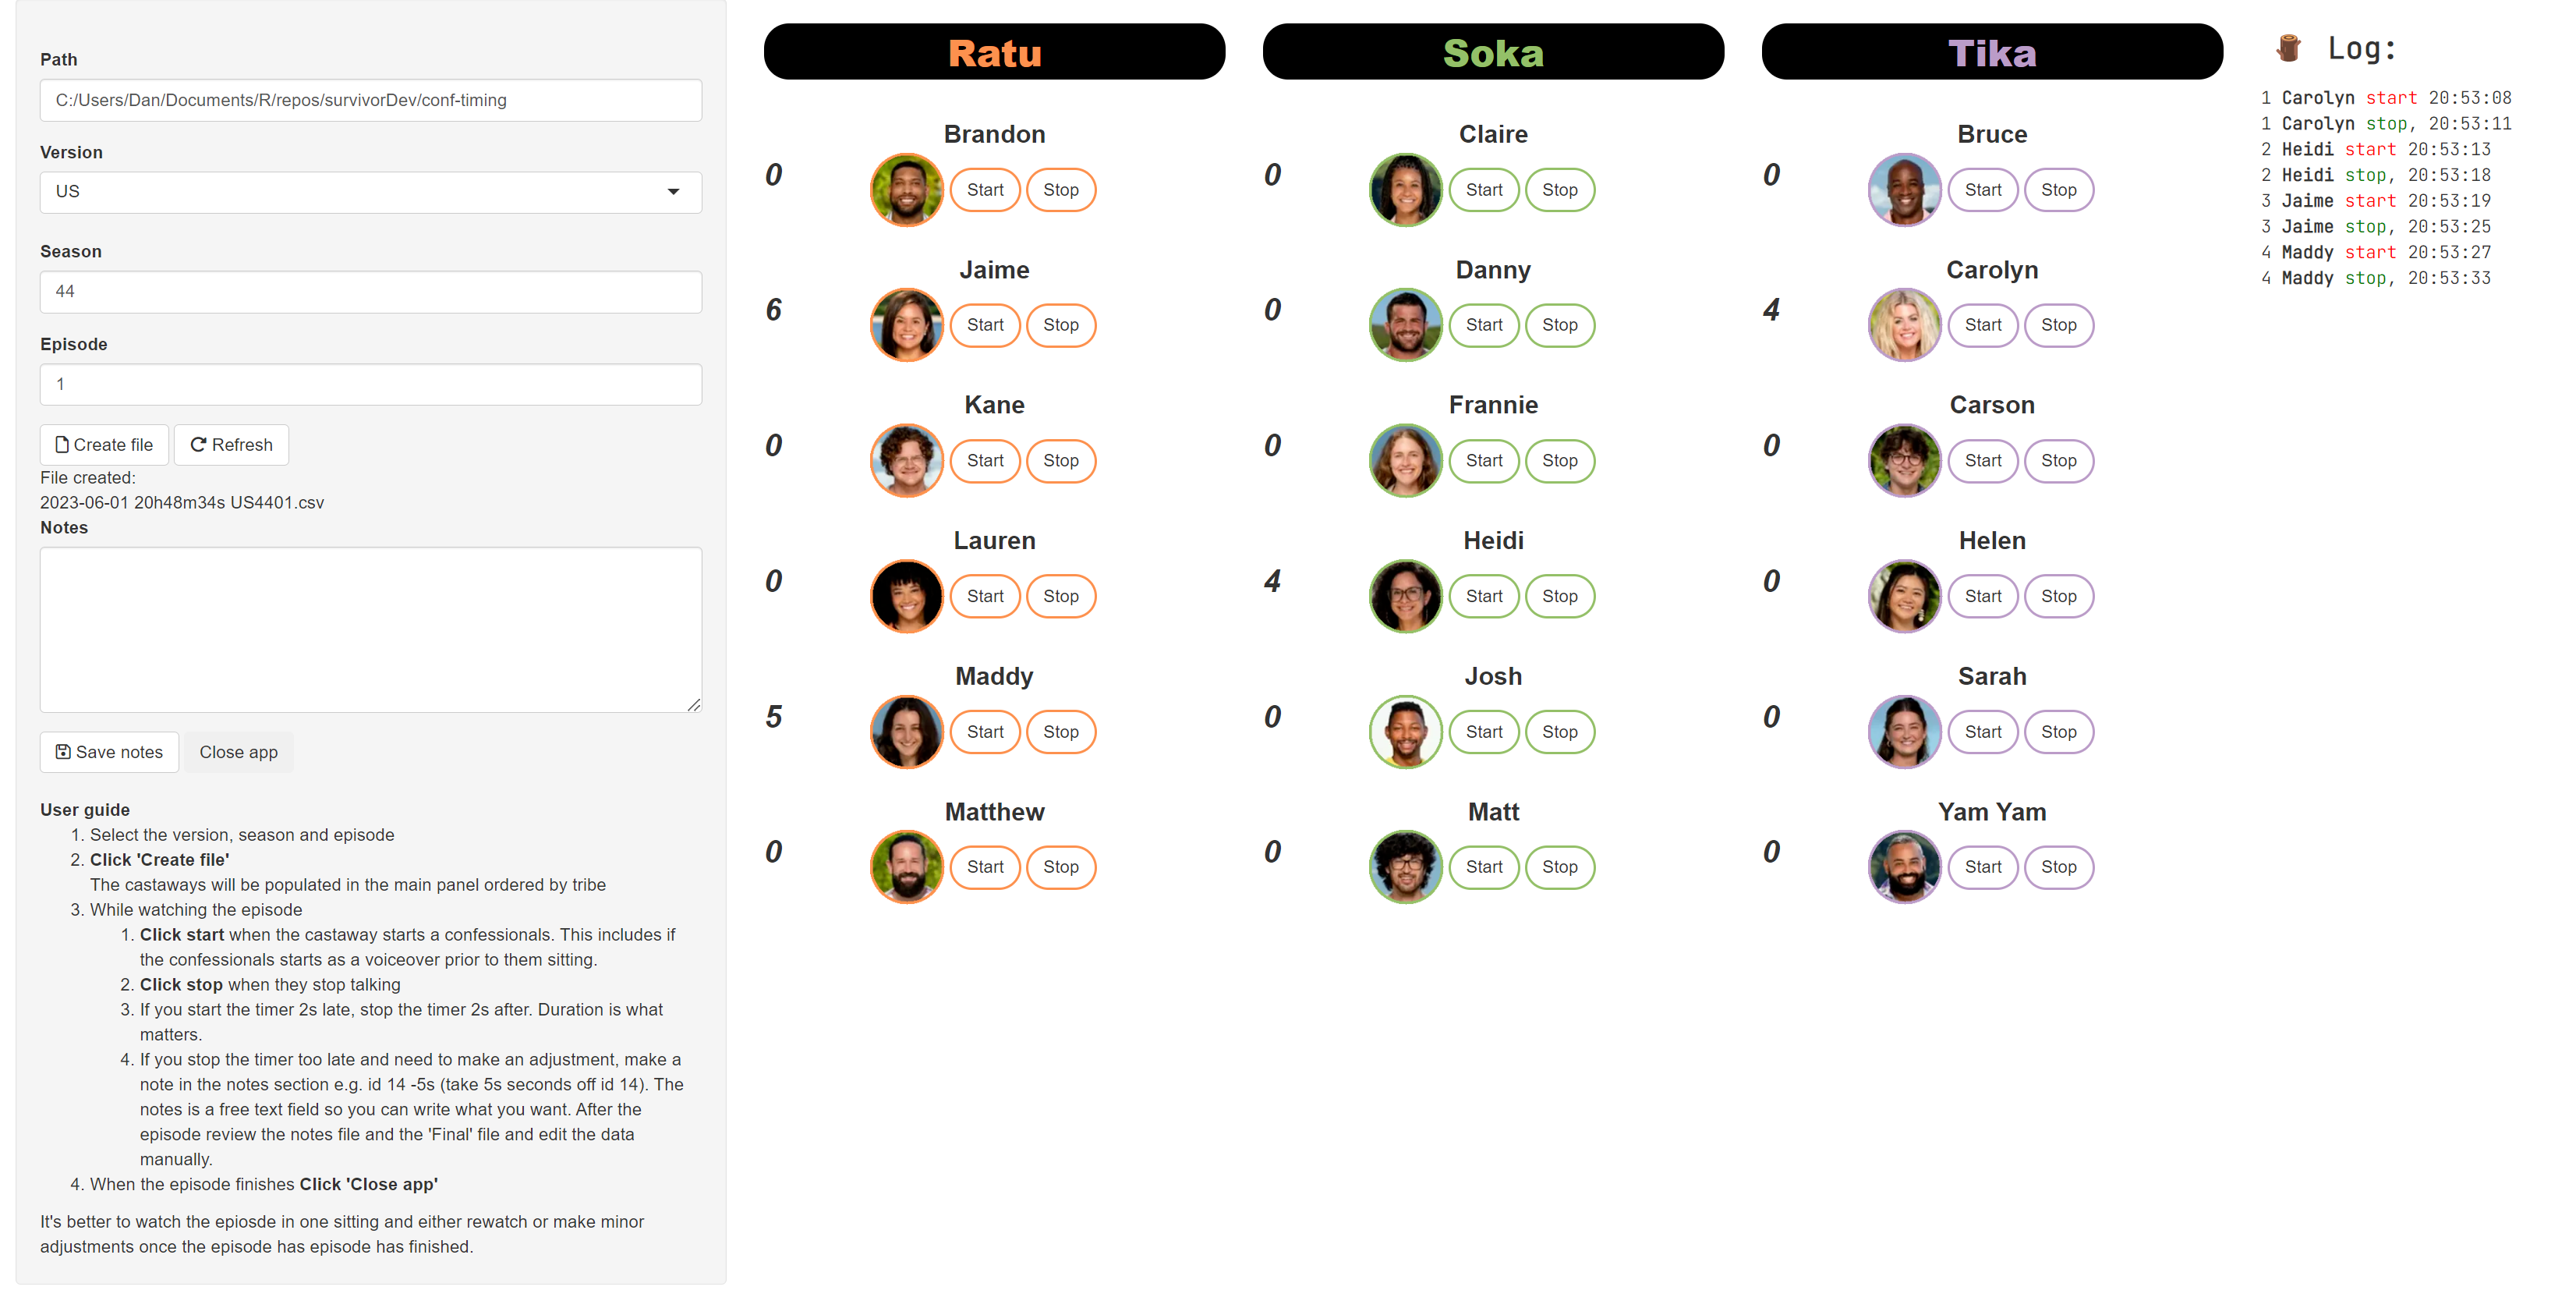 Path
C:/Users/Dan/Documents/R/repos/survivorDev/conf-timing
Version
US
Season
44
Episode
1
Create file
Refresh
File created:
2023-06-01 20h48m34s US4401.csv
Notes
Save notes
Close app
User guide
1. Select the version, season and episode
2. Click 'Create file'
The castaways will be populated in the main panel ordered by tribe
3. While watching the episode
1. Click start when the castaway starts a confessionals. This includes if
the confessionals starts as a voiceover prior to them sitting.
2. Click stop when they stop talking
3. If you start the timer 2s late, stop the timer 2s after. Duration is what
matters.
4. If you stop the timer too late and need to make an adjustment, make a
note in the notes section e.g. id 14 -5s (take 5s seconds off id 14). The
notes is a free text field so you can write what you want. After the
episode review the notes file and the 'Final' file and edit the data
manually.
4. When the episode finishes Click 'Close app'
It's better to watch the epiosde in one sitting and either rewatch or make minor
adjustments once the episode has episode has finished.
Ratu
Brandon
0 Start Stop
Jaime
6 Start Stop
Kane
0 Start Stop
Lauren
0 Start Stop
Maddy
5 Start Stop
Matthew
0 Start Stop
Soka
Claire
0 Start Stop
Danny
0 Start Stop
Frannie
0 Start Stop
Heidi
4 Start Stop
Josh
0 Start Stop
Matt
0 Start Stop
Tika
Bruce
0 Start Stop
Carolyn
4 Start Stop
Carson
0 Start Stop
Helen
0 Start Stop
Sarah
0 Start Stop
Yam Yam
0 Start Stop
Log:
1 Carolyn start 20:53:08
1 Carolyn stop, 20:53:11
2 Heidi start 20:53:13
2 Heidi stop, 20:53:18
3 Jaime start 20:53:19
3 Jaime stop, 20:53:25
4 Maddy start 20:53:27
4 Maddy stop, 20:53:33